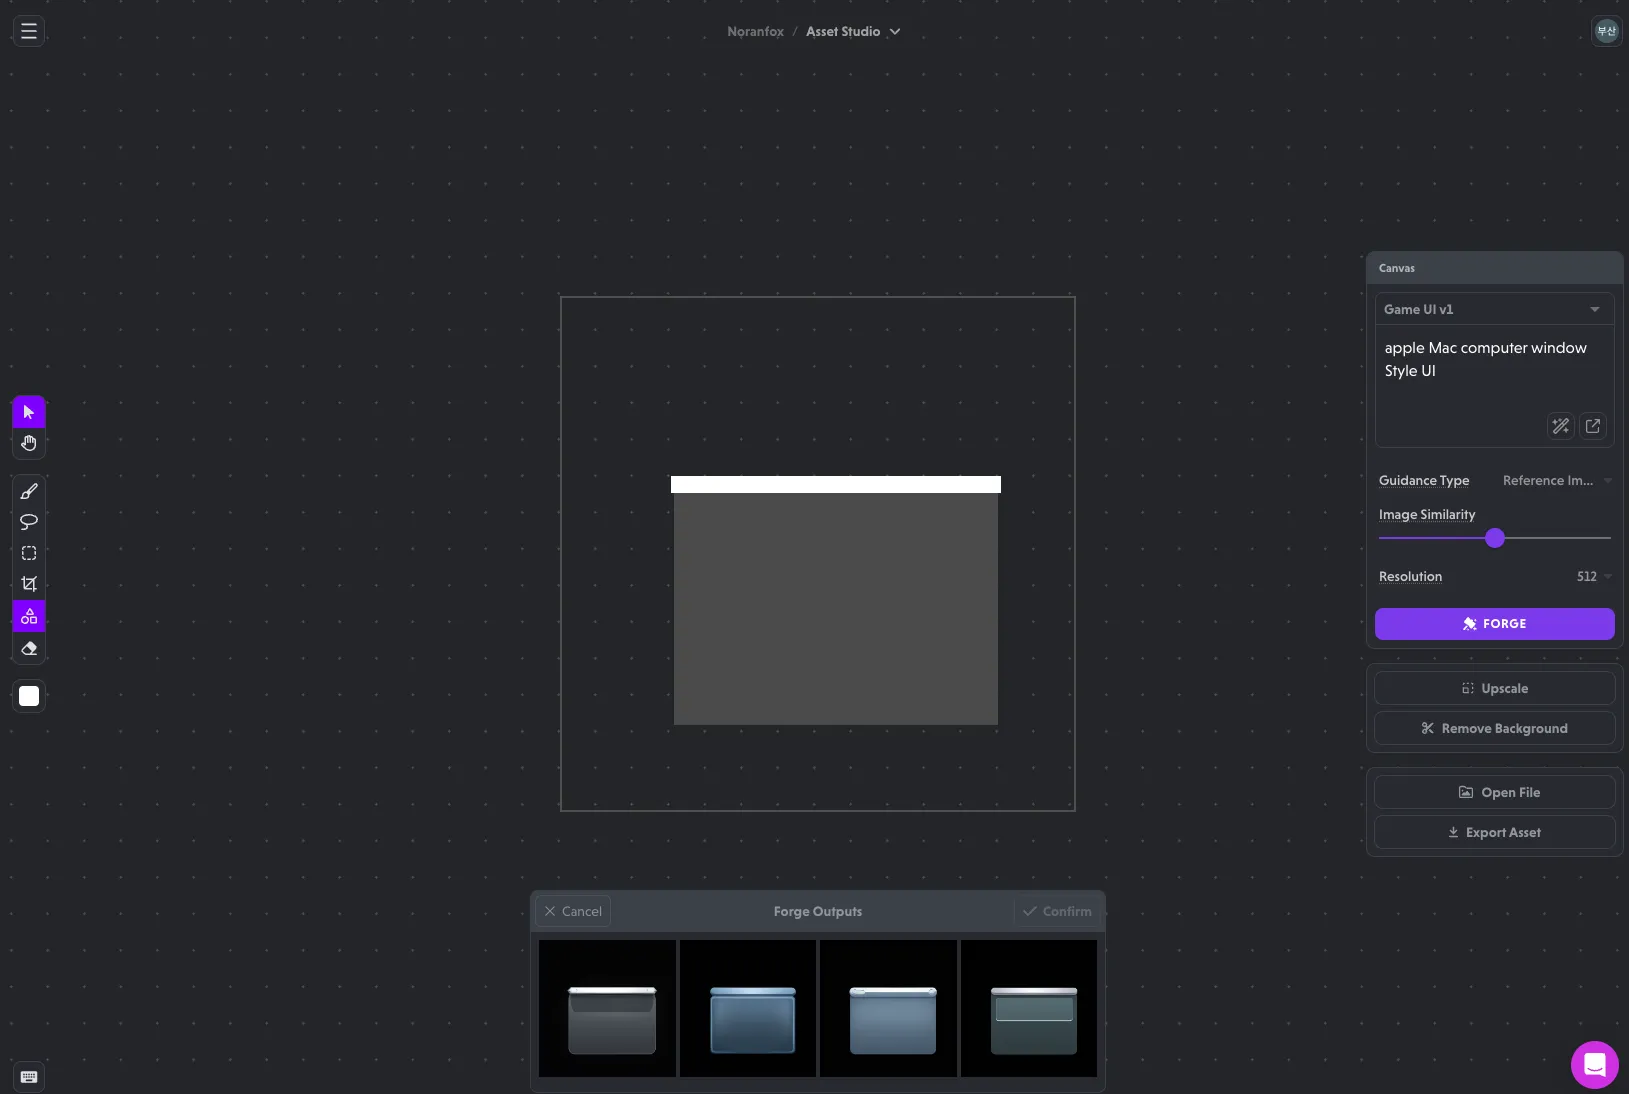 Noranfox / Asset Studio
부산
Canvas
Game UI v1
apple Mac computer window
Style UI
Guidance Type Reference Im...
Image Similarity
Resolution 512
FORGE
Upscale
Remove Background
Open File
Export Asset
Cancel Forge Outputs Confirm